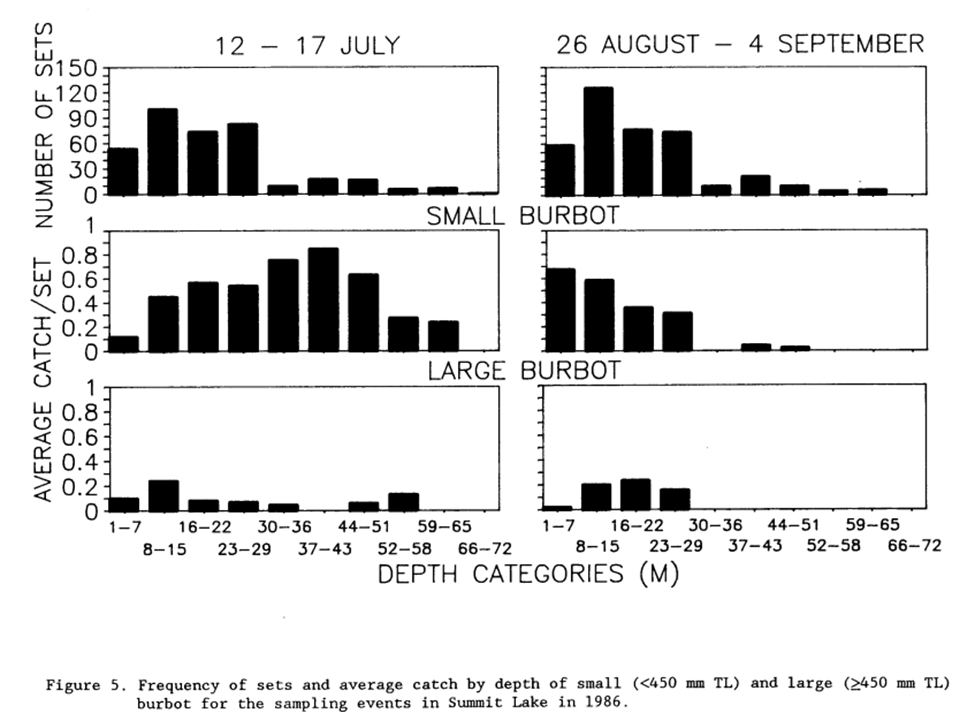 12 – 17 JULY
26 AUGUST – 4 SEPTEMBER
NUMBER OF SETS
150
120
90
60
30
0
SMALL BURBOT
AVERAGE CATCH/SET
1
0.8
0.6
0.4
0.2
0
LARGE BURBOT
1
0.8
0.6
0.4
0.2
0
1–7 16–22 30–36 44–51 59–65
8–15 23–29 37–43 52–58 66–72
1–7 16–22 30–36 44–51 59–65
8–15 23–29 37–43 52–58 66–72
DEPTH CATEGORIES (M)
Figure 5. Frequency of sets and average catch by depth of small (<450 mm TL) and large (≥450 mm TL)
burbot for the sampling events in Summit Lake in 1986.